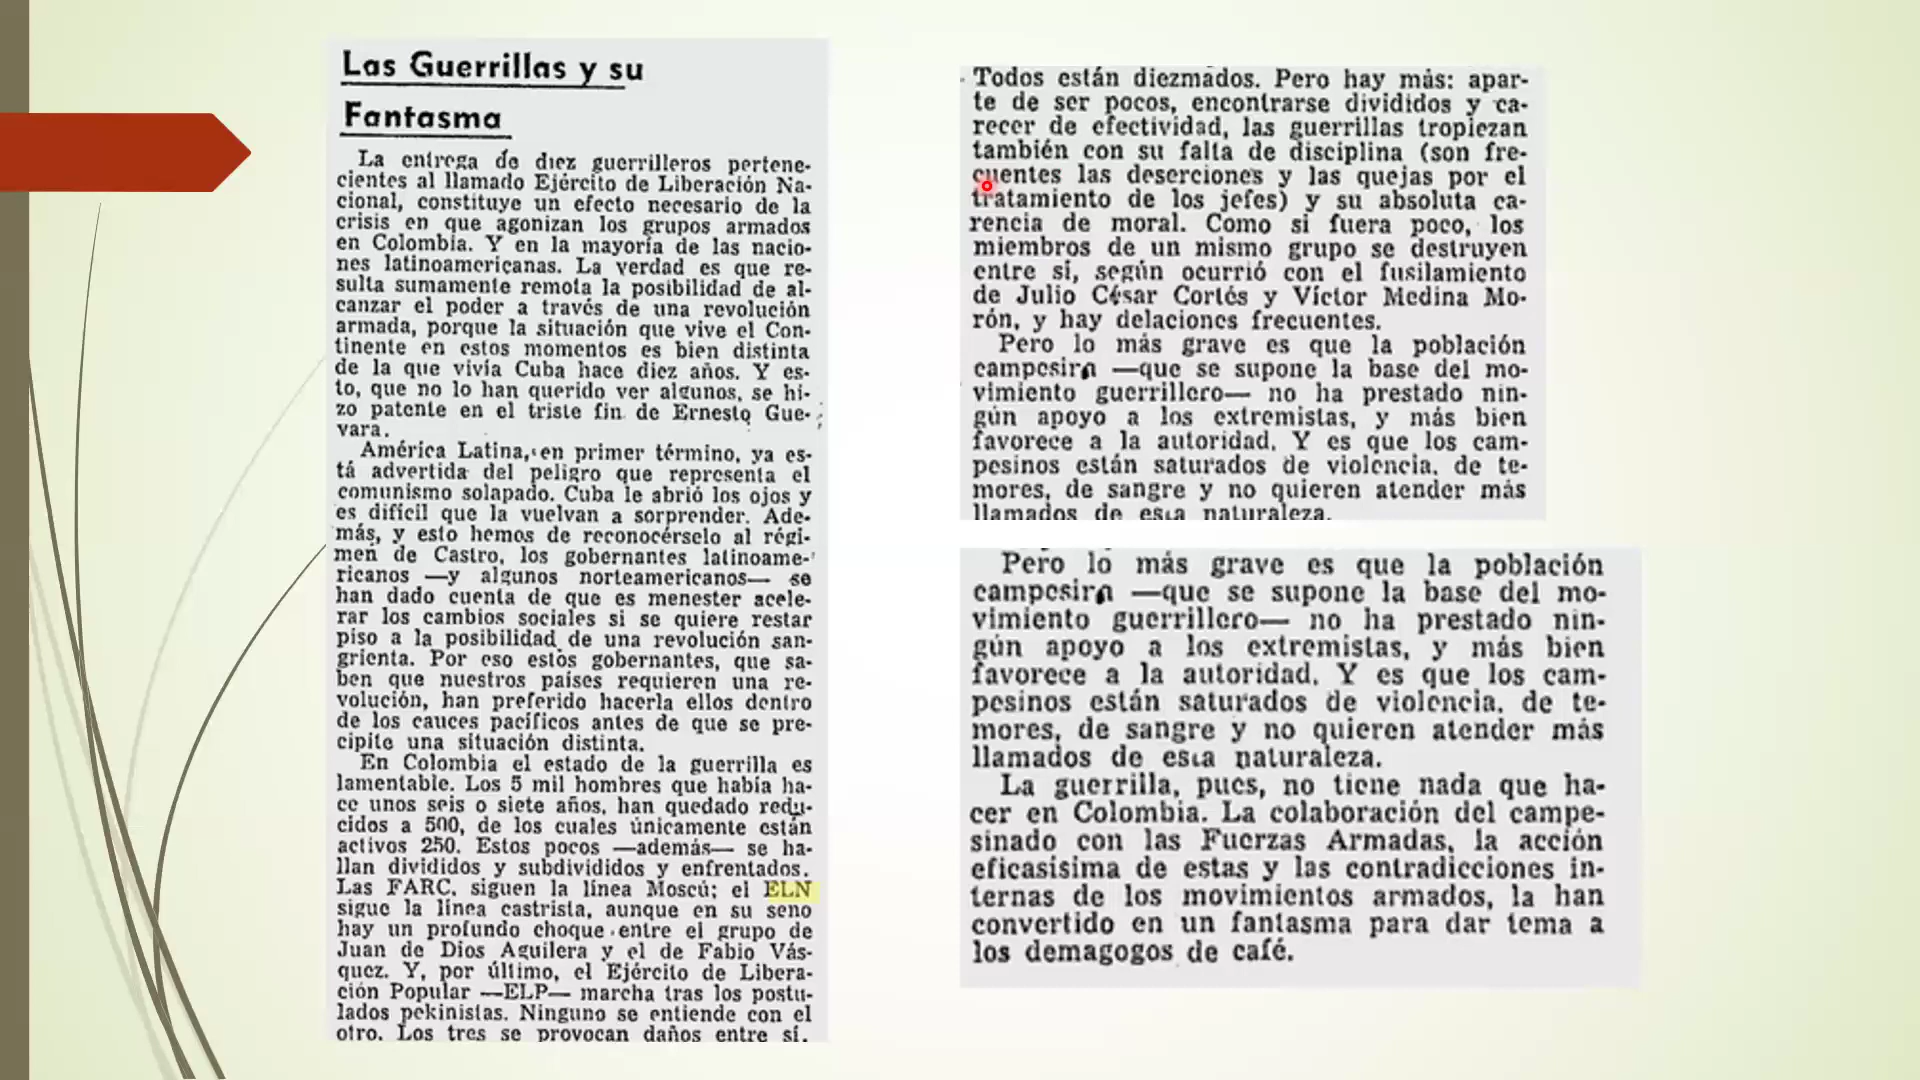 Las Guerrillas y su
Fantasma
La entrega de diez guerrilleros pertene-
cientes al llamado Ejército de Liberación Na-
cional, constituye un efecto necesario de la
crisis en que agonizan los grupos armados
en Colombia. Y en la mayoría de las nacio-
nes latinoamericanas. La verdad es que re-
sulta sumamente remota la posibilidad de al-
canzar el poder a través de una revolución
armada, porque la situación que vive el Con-
tinente en estos momentos es bien distinta
de la que vivía Cuba hace diez años. Y es-
to, que no lo han querido ver algunos, se hi-
zo patente en el triste fin de Ernesto Gue-
vara.
América Latina, en primer término, ya es-
tá advertida del peligro que representa el
comunismo solapado. Cuba le abrió los ojos y
es difícil que la vuelvan a sorprender. Ade-
más, y esto hemos de reconocérselo al régi-
men de Castro, los gobernantes latinoame-
ricanos —y algunos norteamericanos— se
han dado cuenta de que es menester acele-
rar los cambios sociales si se quiere restar
piso a la posibilidad de una revolución san-
grienta. Por eso estos gobernantes, que sa-
ben que nuestros países requieren una re-
volución, han preferido hacerla ellos dentro
de los cauces pacíficos antes de que se pre-
cipite una situación distinta.
En Colombia el estado de la guerrilla es
lamentable. Los 5 mil hombres que había ha-
ce unos seis o siete años, han quedado redu-
cidos a 500, de los cuales únicamente están
activos 250. Estos pocos —además— se ha-
llan divididos y subdivididos y enfrentados.
Las FARC, siguen la línea Moscú; el ELN
sigue la línea castrista, aunque en su seno
hay un profundo choque entre el grupo de
Juan de Dios Aguilera y el de Fabio Vás-
quez. Y, por último, el Ejército de Libera-
ción Popular —ELP— marcha tras los postu-
lados pekinistas. Ninguno se entiende con el
otro. Los tres se provocan daños entre sí.
Todos están diezmados. Pero hay más: apar-
te de ser pocos, encontrarse divididos y ca-
recer de efectividad, las guerrillas tropiezan
también con su falta de disciplina (son fre-
cuentes las deserciones y las quejas por el
tratamiento de los jefes) y su absoluta ca-
rencia de moral. Como si fuera poco, los
miembros de un mismo grupo se destruyen
entre sí, según ocurrió con el fusilamiento
de Julio César Cortés y Víctor Medina Mo-
rón, y hay delaciones frecuentes.
Pero lo más grave es que la población
campesina —que se supone la base del mo-
vimiento guerrillero— no ha prestado nin-
gún apoyo a los extremistas, y más bien
favorece a la autoridad. Y es que los cam-
pesinos están saturados de violencia, de te-
mores, de sangre y no quieren atender más
llamados de esta naturaleza.
Pero lo más grave es que la población
campesina —que se supone la base del mo-
vimiento guerrillero— no ha prestado nin-
gún apoyo a los extremistas, y más bien
favorece a la autoridad. Y es que los cam-
pesinos están saturados de violencia, de te-
mores, de sangre y no quieren atender más
llamados de esta naturaleza.
La guerrilla, pues, no tiene nada que ha-
cer en Colombia. La colaboración del campe-
sinado con las Fuerzas Armadas, la acción
eficasísima de estas y las contradicciones in-
ternas de los movimientos armados, la han
convertido en un fantasma para dar tema a
los demagogos de café.